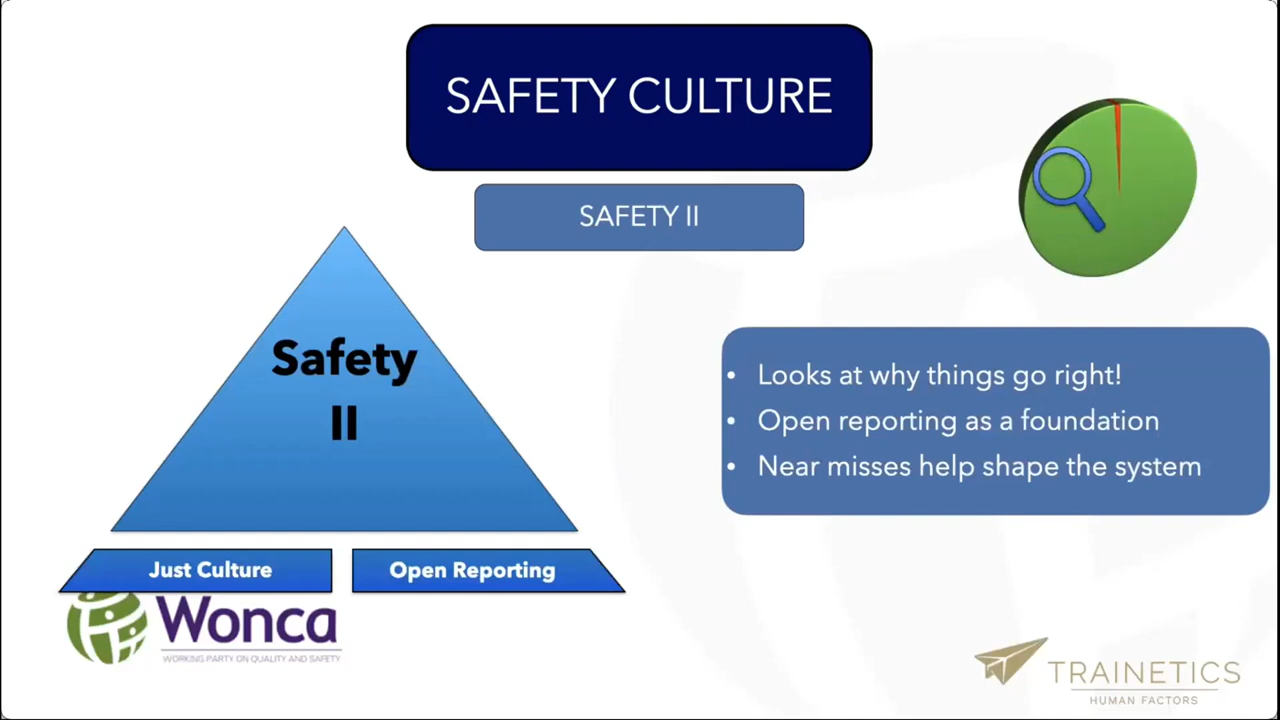 SAFETY CULTURE
SAFETY II
Safety
II
• Looks at why things go right!
• Open reporting as a foundation
• Near misses help shape the system
Just Culture
Open Reporting
Wonca
WORKING PARTY ON QUALITY AND SAFETY
TRAINETICS
HUMAN FACTORS